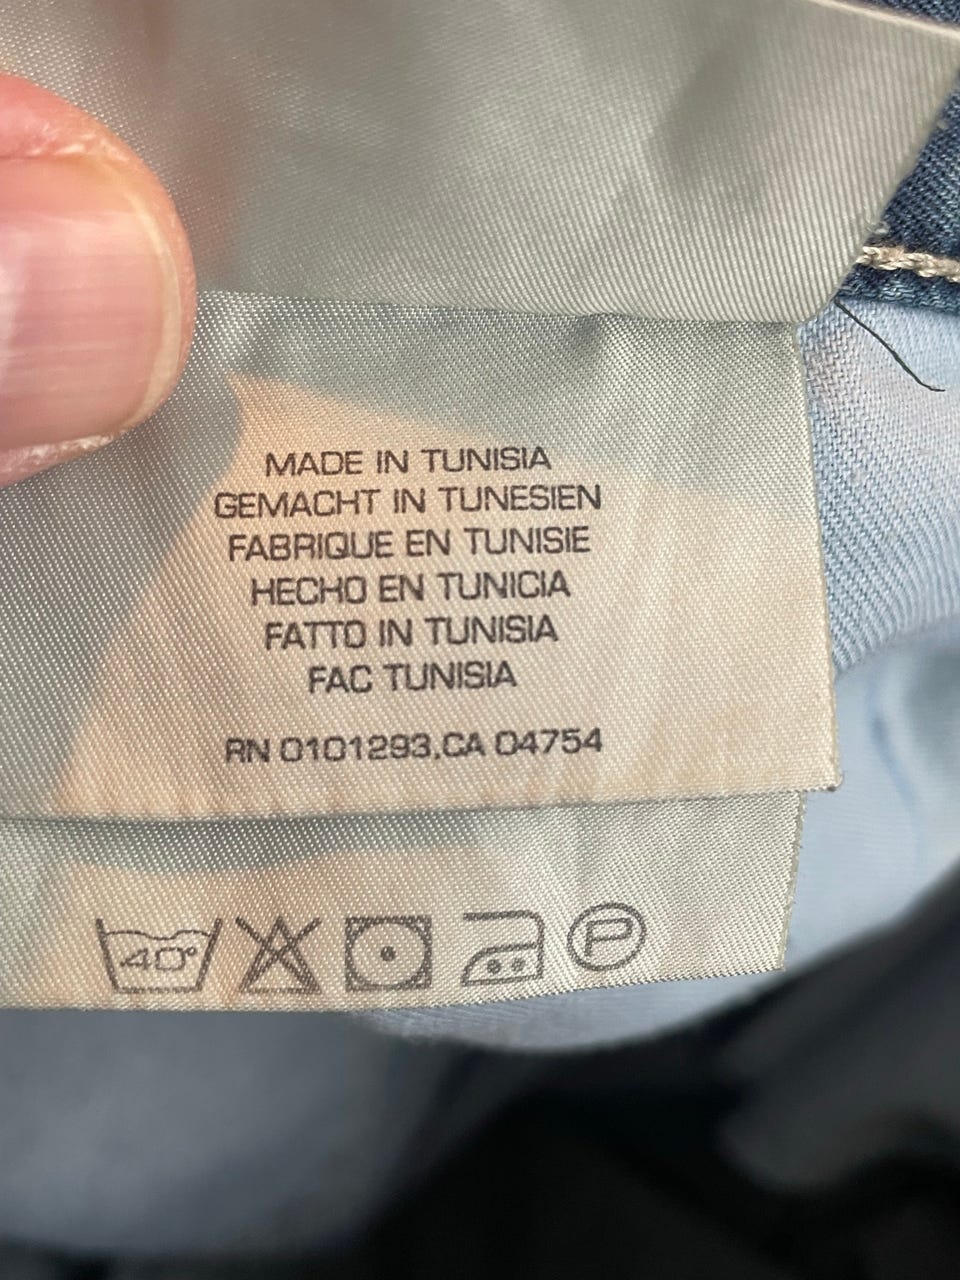 MADE IN TUNISIA
GEMACHT IN TUNESIEN
FABRIQUE EN TUNISIE
HECHO EN TUNICIA
FATTO IN TUNISIA
FAC TUNISIA
RN 0101293,CA 04754
40° P